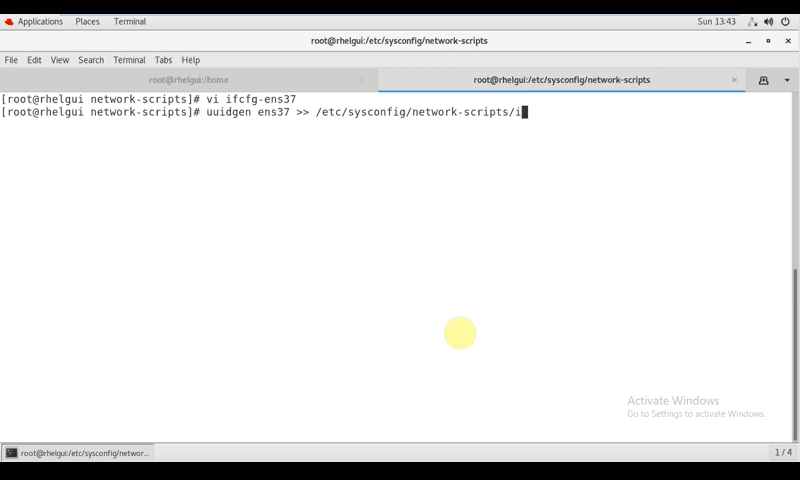 Applications Places Terminal Sun 13:43
root@rhelgui:/etc/sysconfig/network-scripts
File Edit View Search Terminal Tabs Help
root@rhelgui:/home × root@rhelgui:/etc/sysconfig/network-scripts ×
[root@rhelgui network-scripts]# vi ifcfg-ens37
[root@rhelgui network-scripts]# uuidgen ens37 >> /etc/sysconfig/network-scripts/i
Activate Windows
Go to Settings to activate Windows.
root@rhelgui:/etc/sysconfig/networ... 1 / 4